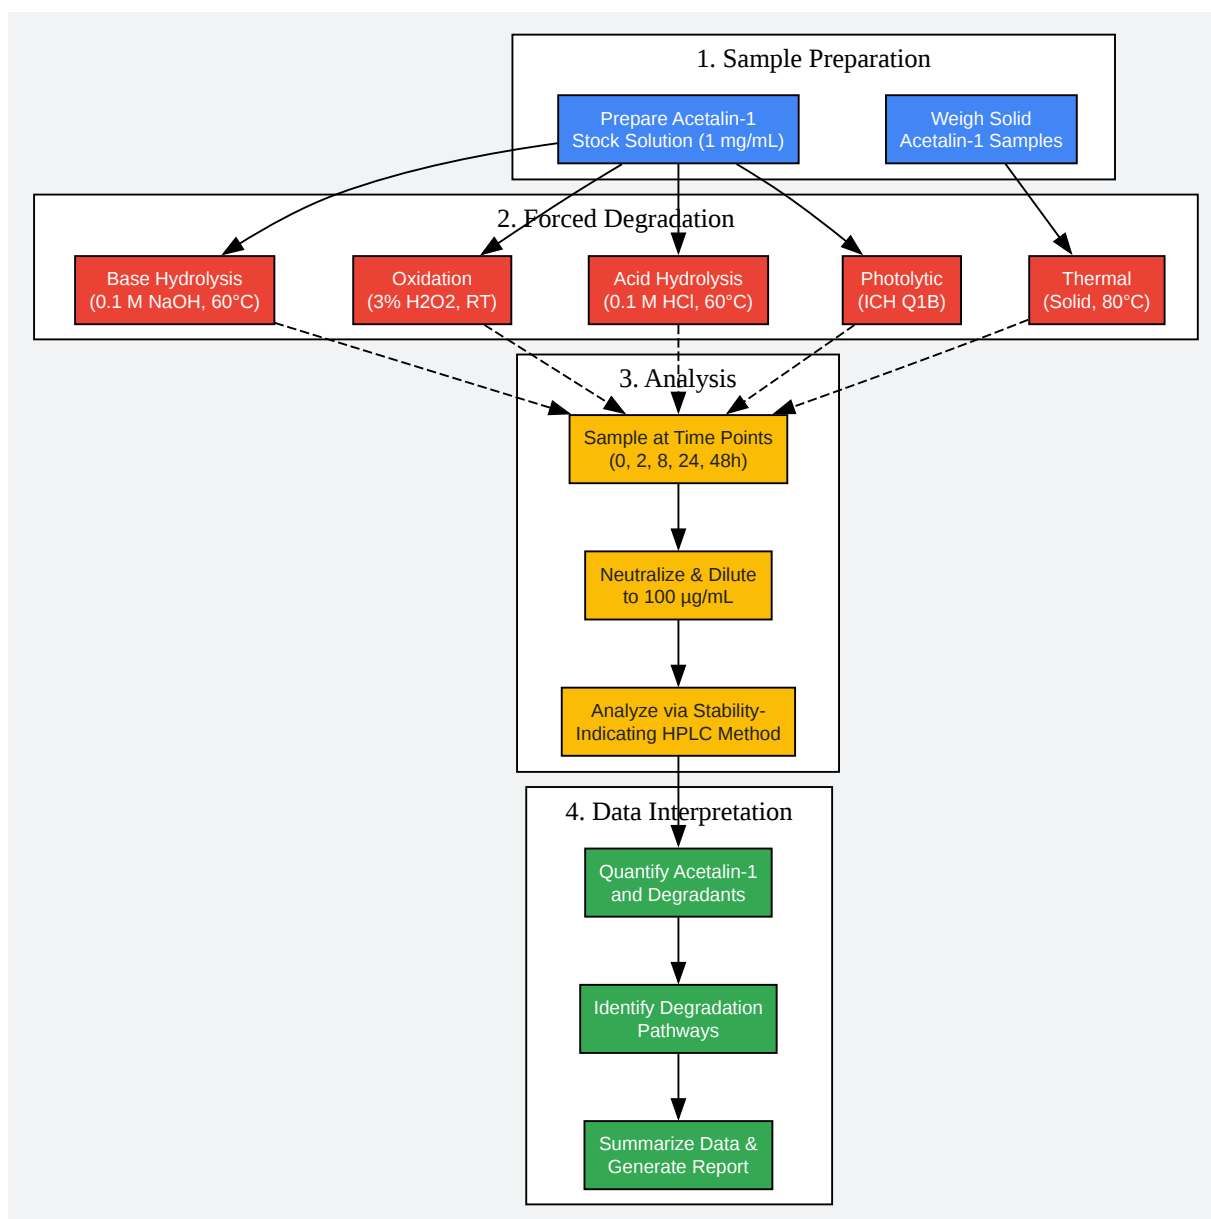 1. Sample Preparation
Prepare Acetalin-1
Stock Solution (1 mg/mL)
Weigh Solid
Acetalin-1 Samples
2. Forced Degradation
Base Hydrolysis
(0.1 M NaOH, 60°C)
Oxidation
(3% H2O2, RT)
Acid Hydrolysis
(0.1 M HCl, 60°C)
Photolytic
(ICH Q1B)
Thermal
(Solid, 80°C)
3. Analysis
Sample at Time Points
(0, 2, 8, 24, 48h)
Neutralize & Dilute
to 100 µg/mL
Analyze via Stability-
Indicating HPLC Method
4. Data Interpretation
Quantify Acetalin-1
and Degradants
Identify Degradation
Pathways
Summarize Data &
Generate Report